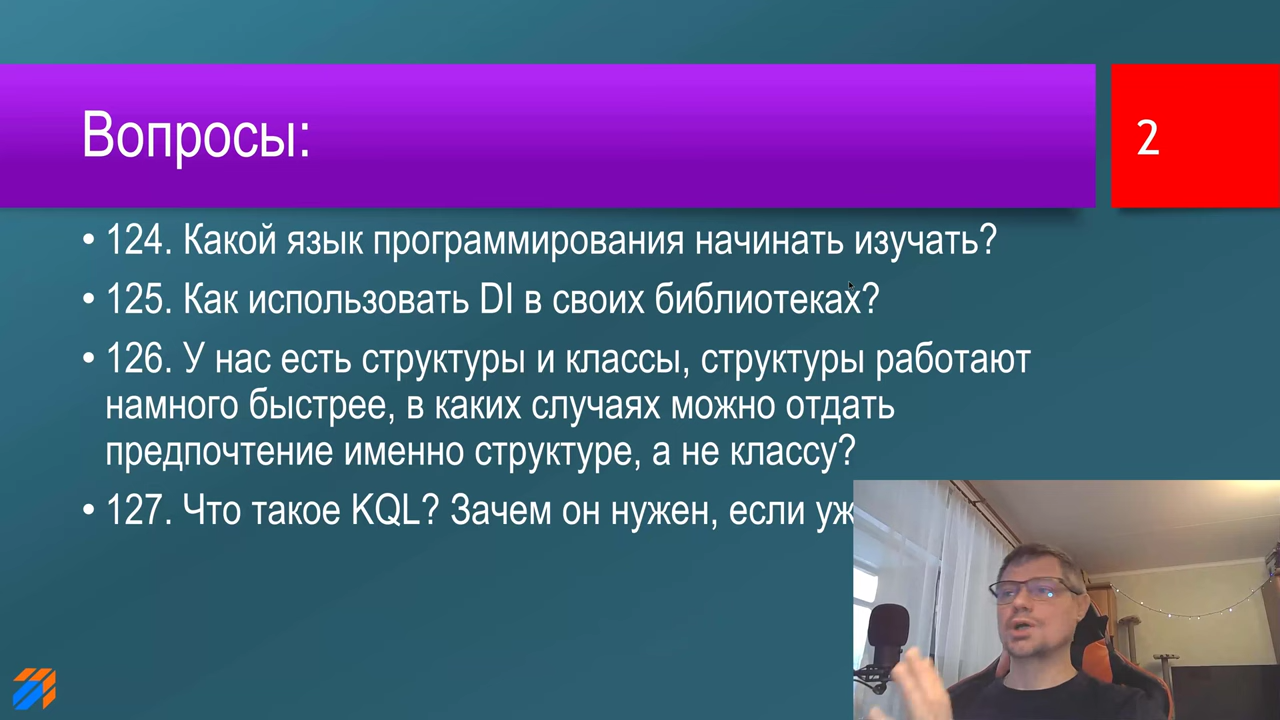 Вопросы:
2
• 124. Какой язык программирования начинать изучать?
• 125. Как использовать DI в своих библиотеках?
• 126. У нас есть структуры и классы, структуры работают
намного быстрее, в каких случаях можно отдать
предпочтение именно структуре, а не классу?
• 127. Что такое KQL? Зачем он нужен, если